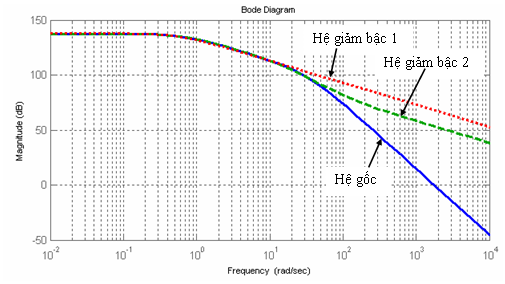 Bode Diagram
Hệ giảm bậc 1
Hệ giảm bậc 2
Hệ gốc
Magnitude (dB)
150
100
50
0
-50
10^-2
10^-1
10^0
10^1
10^2
10^3
10^4
Frequency (rad/sec)